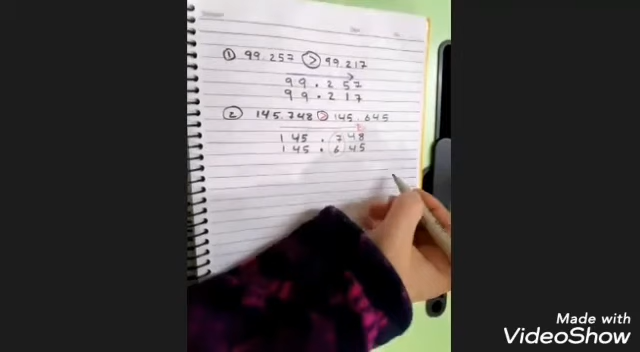 ① 99.257 > 99.217
99.257
99.217
② 145.748 > 145.645
145.748
145.645
Made with
VideoShow